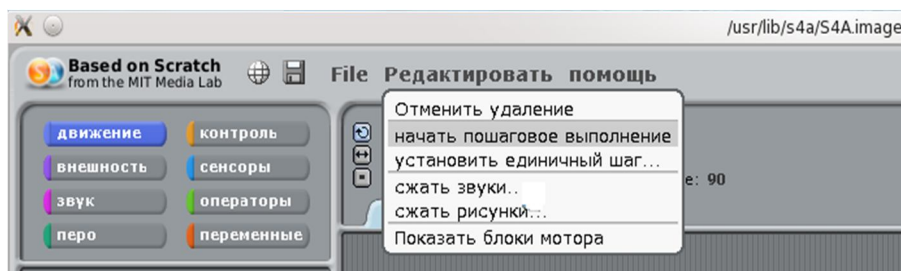 /usr/lib/s4a/S4A.image
Based on Scratch
from the MIT Media Lab
File Редактировать помощь
Отменить удаление
начать пошаговое выполнение
установить единичный шаг...
сжать звуки..
сжать рисунки...
Показать блоки мотора
движение контроль
внешность сенсоры
звук операторы
перо переменные
е: 90